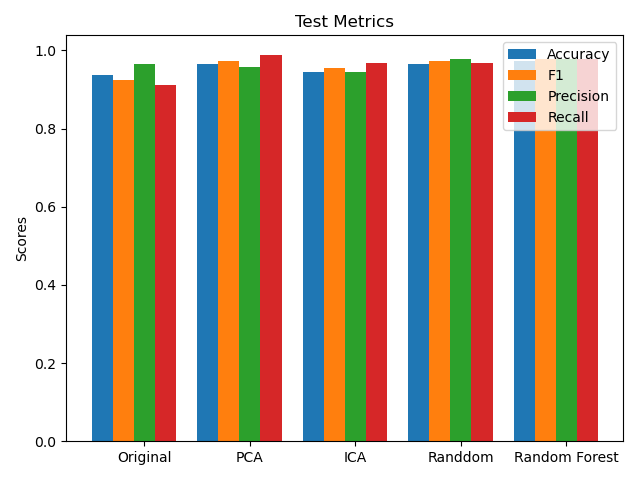 Test Metrics
Accuracy
F1
Precision
Recall
Scores
1.0
0.8
0.6
0.4
0.2
0.0
Original PCA ICA Randdom Random Forest